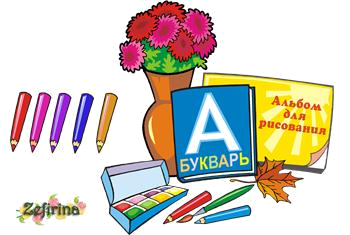 Альбом
для
рисования
А
БУКВАРЬ
Zefirina